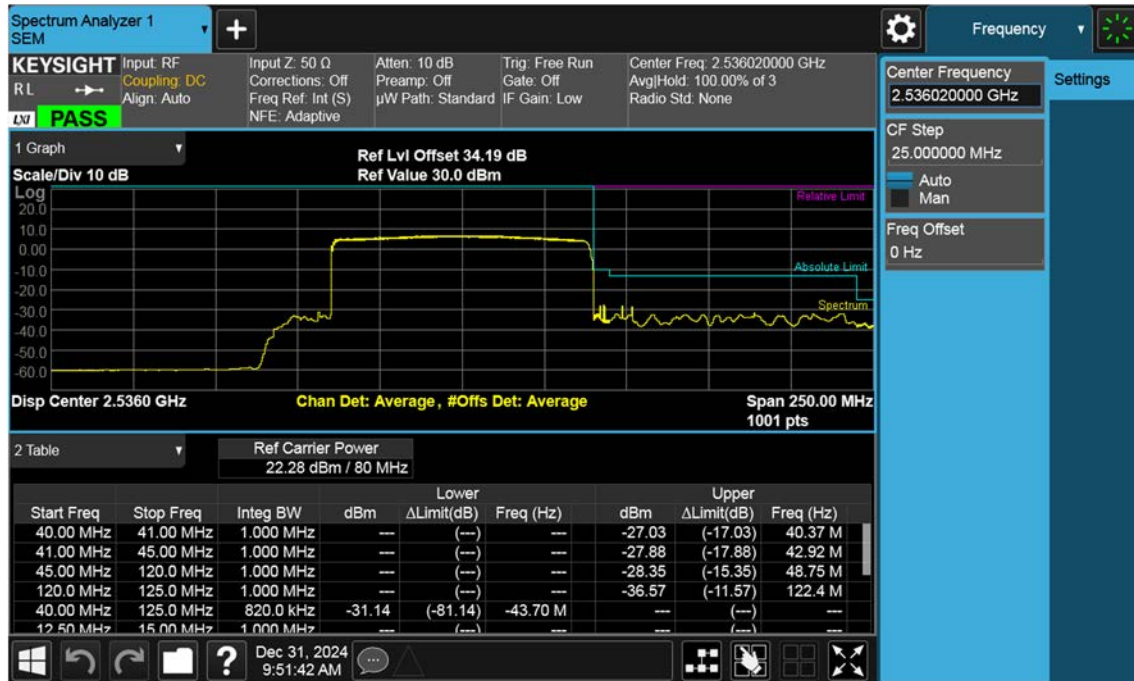 Spectrum Analyzer 1
SEM
Frequency
KEYSIGHT
R L
LXI
PASS
Input: RF
Coupling: DC
Align: Auto
Input Z: 50 Ω
Corrections: Off
Freq Ref: Int (S)
NFE: Adaptive
Atten: 10 dB
Preamp: Off
µW Path: Standard
Trig: Free Run
Gate: Off
IF Gain: Low
Center Freq: 2.536020000 GHz
Avg|Hold: 100.00% of 3
Radio Std: None
Center Frequency
2.536020000 GHz
Settings
CF Step
25.000000 MHz
Auto
Man
Freq Offset
0 Hz
1 Graph
Scale/Div 10 dB
Ref Lvl Offset 34.19 dB
Ref Value 30.0 dBm
Log
20.0
10.0
0.00
-10.0
-20.0
-30.0
-40.0
-50.0
-60.0
Relative Limit
Absolute Limit
Spectrum
Disp Center 2.5360 GHz
Chan Det: Average, #Offs Det: Average
Span 250.00 MHz
1001 pts
2 Table
Ref Carrier Power
22.28 dBm / 80 MHz
Lower Upper
Start Freq Stop Freq Integ BW dBm ΔLimit(dB) Freq (Hz) dBm ΔLimit(dB) Freq (Hz)
40.00 MHz 41.00 MHz 1.000 MHz --- (---) --- -27.03 (-17.03) 40.37 M
41.00 MHz 45.00 MHz 1.000 MHz --- (---) --- -27.88 (-17.88) 42.92 M
45.00 MHz 120.0 MHz 1.000 MHz --- (---) --- -28.35 (-15.35) 48.75 M
120.0 MHz 125.0 MHz 1.000 MHz --- (---) --- -36.57 (-11.57) 122.4 M
40.00 MHz 125.0 MHz 820.0 kHz -31.14 (-81.14) -43.70 M --- (---) ---
12.50 MHz 15.00 MHz 1.000 MHz --- (---) --- --- (---) ---
Dec 31, 2024
9:51:42 AM